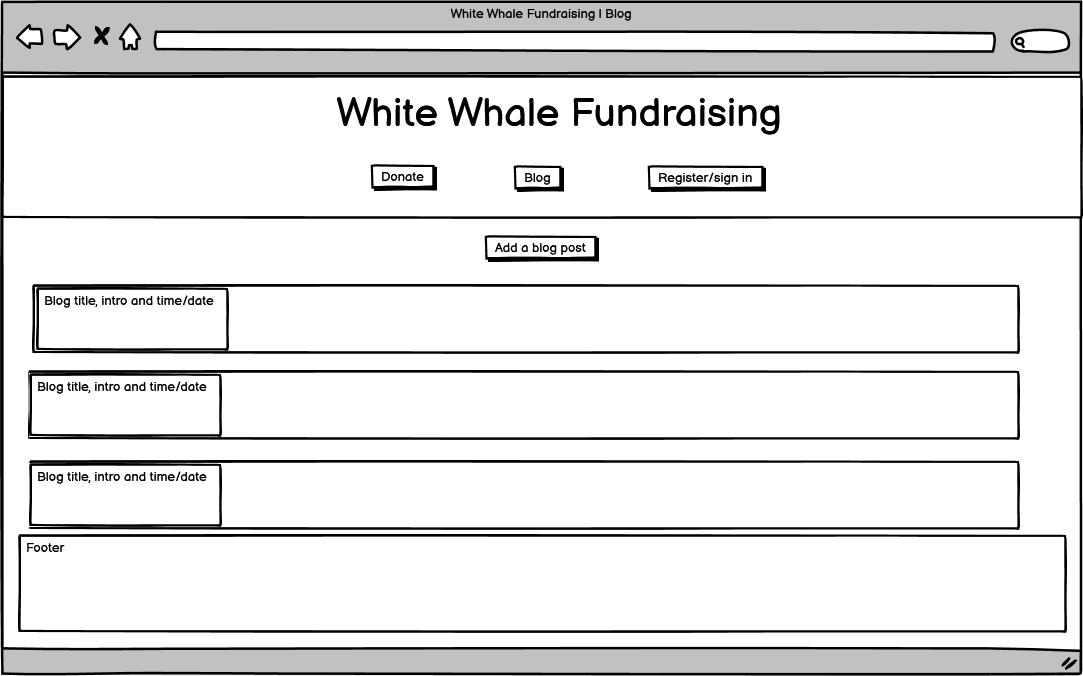 White Whale Fundraising | Blog
White Whale Fundraising
Donate
Blog
Register/sign in
Add a blog post
Blog title, intro and time/date
Blog title, intro and time/date
Blog title, intro and time/date
Footer